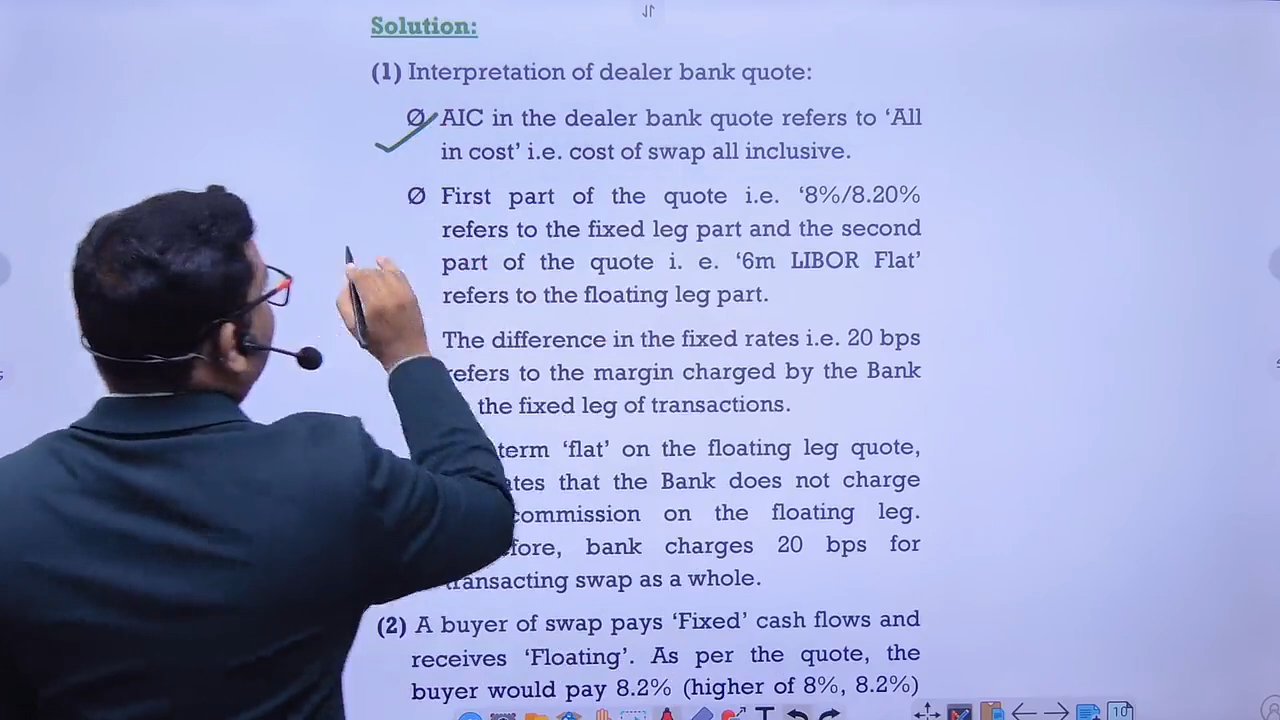 Solution:
(1) Interpretation of dealer bank quote:
Ø AIC in the dealer bank quote refers to ‘All
in cost’ i.e. cost of swap all inclusive.
Ø First part of the quote i.e. ‘8%/8.20%
refers to the fixed leg part and the second
part of the quote i. e. ‘6m LIBOR Flat’
refers to the floating leg part.
The difference in the fixed rates i.e. 20 bps
refers to the margin charged by the Bank
the fixed leg of transactions.
term ‘flat’ on the floating leg quote,
that the Bank does not charge
commission on the floating leg.
bank charges 20 bps for
transacting swap as a whole.
(2) A buyer of swap pays ‘Fixed’ cash flows and
receives ‘Floating’. As per the quote, the
buyer would pay 8.2% (higher of 8%, 8.2%)
10